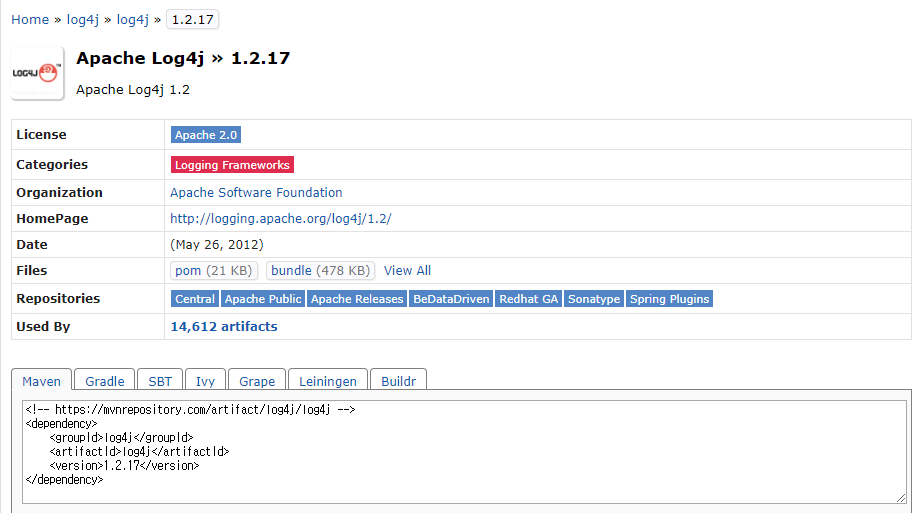 Home » log4j » log4j » 1.2.17
LOG4J ™
Apache Log4j » 1.2.17
Apache Log4j 1.2
License Apache 2.0
Categories Logging Frameworks
Organization Apache Software Foundation
HomePage http://logging.apache.org/log4j/1.2/
Date (May 26, 2012)
Files pom (21 KB) bundle (478 KB) View All
Repositories Central Apache Public Apache Releases BeDataDriven Redhat GA Sonatype Spring Plugins
Used By 14,612 artifacts
Maven Gradle SBT Ivy Grape Leiningen Buildr
<!-- https://mvnrepository.com/artifact/log4j/log4j -->
<dependency>
    <groupId>log4j</groupId>
    <artifactId>log4j</artifactId>
    <version>1.2.17</version>
</dependency>